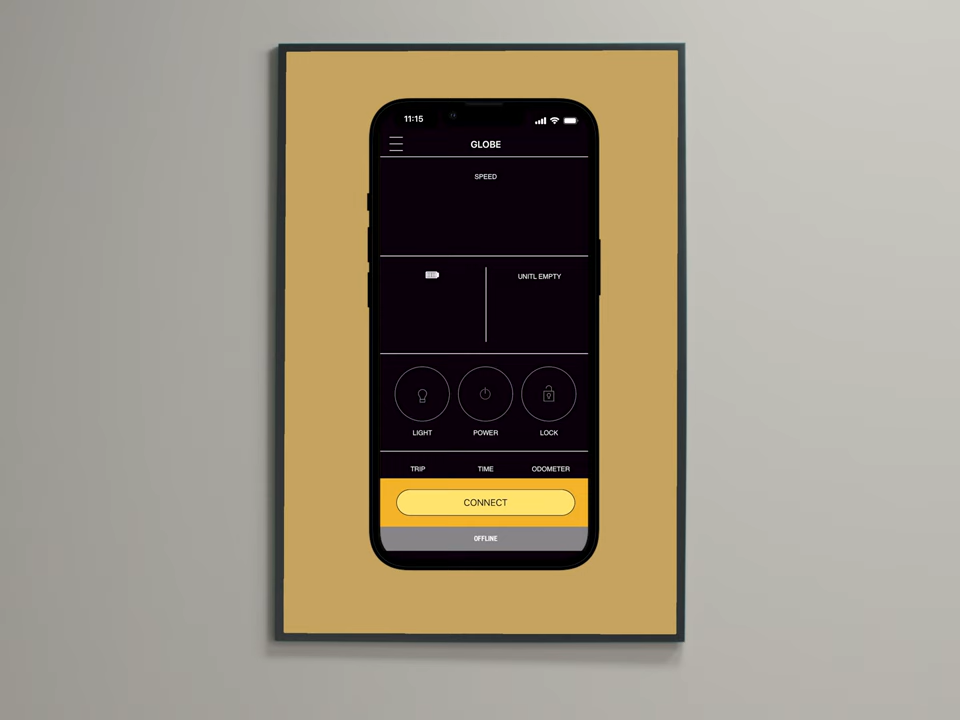 11:15
GLOBE
SPEED
UNITL EMPTY
LIGHT
POWER
LOCK
TRIP
TIME
ODOMETER
CONNECT
OFFLINE